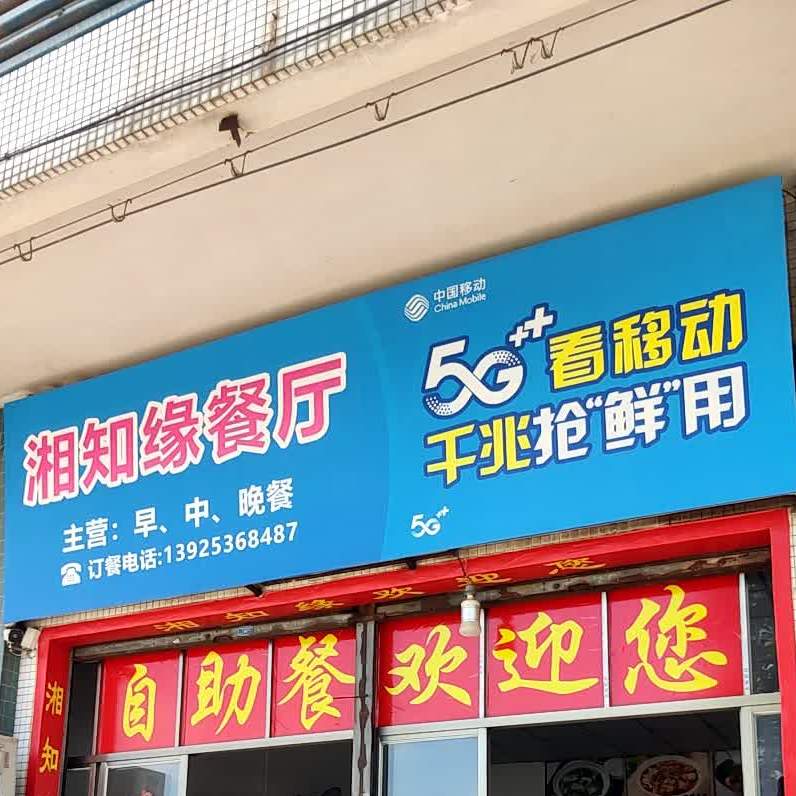 中国移动
China Mobile
湘知缘餐厅
5G++看移动
千兆抢“鲜”用
主营：早、中、晚餐
订餐电话:13925368487
5G++
湘知缘欢迎您
自助餐欢迎您
湘知